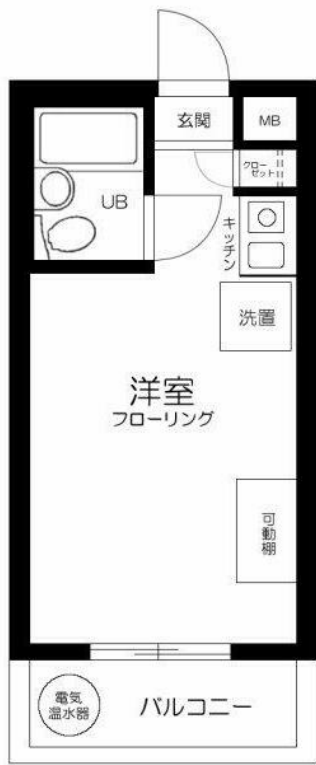 玄関
MB
クロー
ゼット
UB
キッチン
洗置
洋室
フローリング
可動棚
電気
温水器
バルコニー